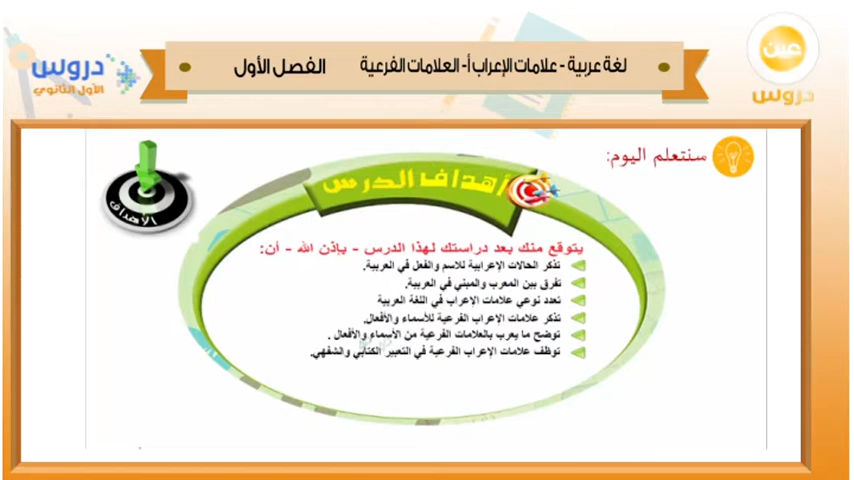 لغة عربية - علامات الإعراب أ- العلامات الفرعية الفصل الأول
عين
دروس
دروس
الأول الثانوي
سنتعلم اليوم:
أهداف الدرس
الأهداف
يتوقع منك بعد دراستك لهذا الدرس - بإذن الله - أن:
تذكر الحالات الإعرابية للاسم والفعل في العربية.
تفرق بين المعرب والمبني في العربية.
تعدد نوعي علامات الإعراب في اللغة العربية
تذكر علامات الإعراب الفرعية للأسماء والأفعال.
توضح ما يعرب بالعلامات الفرعية من الأسماء والأفعال .
توظف علامات الإعراب الفرعية في التعبير الكتابي والشفهي.